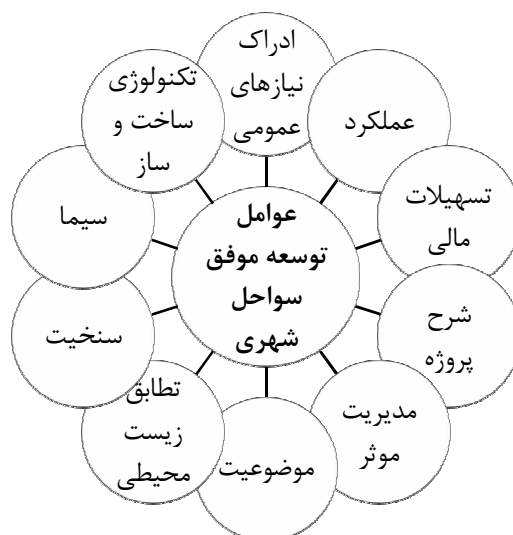 ادراک
نیازهای
عمومی
عملکرد
تسهیلات
مالی
شرح
پروژه
مدیریت
موثر
موضوعیت
تطابق
زیست
محیطی
سنخیت
سیما
تکنولوژی
ساخت و
ساز
عوامل
توسعه موفق
سواحل
شهری